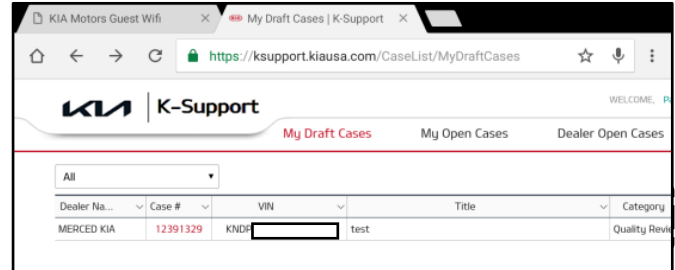 KIA Motors Guest Wifi × My Draft Cases | K-Support ×
https://ksupport.kiausa.com/CaseList/MyDraftCases
KIA K-Support WELCOME,
My Draft Cases My Open Cases Dealer Open Cases
All
Dealer Na... Case # VIN Title Category
MERCED KIA 12391329 KNDP test Quality